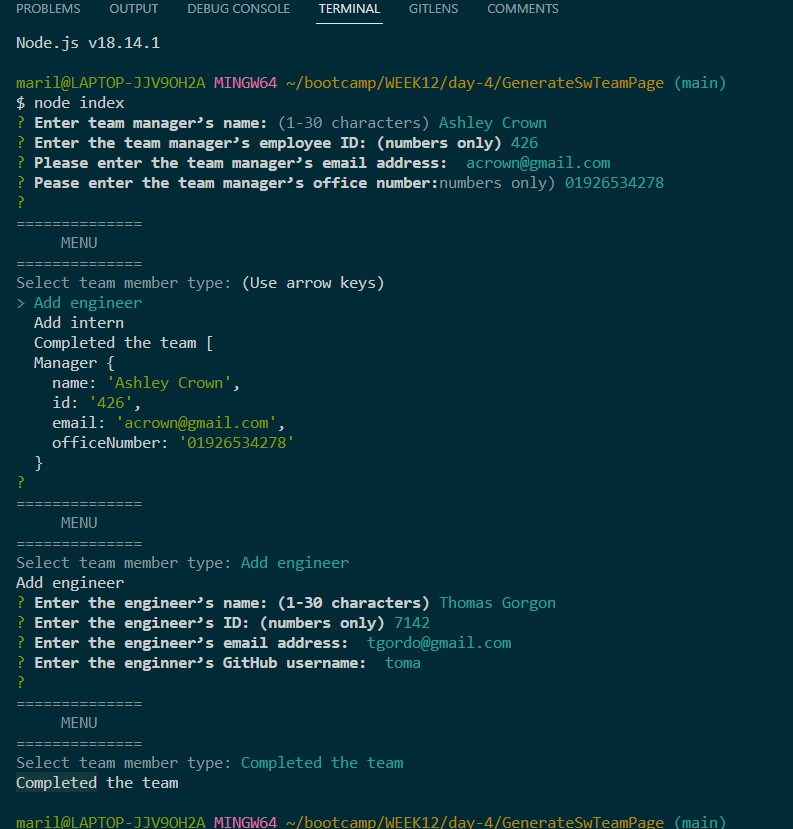 PROBLEMS OUTPUT DEBUG CONSOLE TERMINAL GITLENS COMMENTS
Node.js v18.14.1
maril@LAPTOP-JJV9OH2A MINGW64 ~/bootcamp/WEEK12/day-4/GenerateSwTeamPage (main)
$ node index
? Enter team manager’s name: (1-30 characters) Ashley Crown
? Enter the team manager’s employee ID: (numbers only) 426
? Please enter the team manager’s email address:  acrown@gmail.com
? Pease enter the team manager’s office number:numbers only) 01926534278
?
==============
     MENU
==============
Select team member type: (Use arrow keys)
> Add engineer
  Add intern
  Completed the team [
  Manager {
    name: 'Ashley Crown',
    id: '426',
    email: 'acrown@gmail.com',
    officeNumber: '01926534278'
  }
?
==============
     MENU
==============
Select team member type: Add engineer
Add engineer
? Enter the engineer’s name: (1-30 characters) Thomas Gorgon
? Enter the engineer’s ID: (numbers only) 7142
? Enter the engineer’s email address:  tgordo@gmail.com
? Enter the enginner’s GitHub username:  toma
?
==============
     MENU
==============
Select team member type: Completed the team
Completed the team
maril@LAPTOP-JJV9OH2A MINGW64 ~/bootcamp/WEEK12/day-4/GenerateSwTeamPage (main)